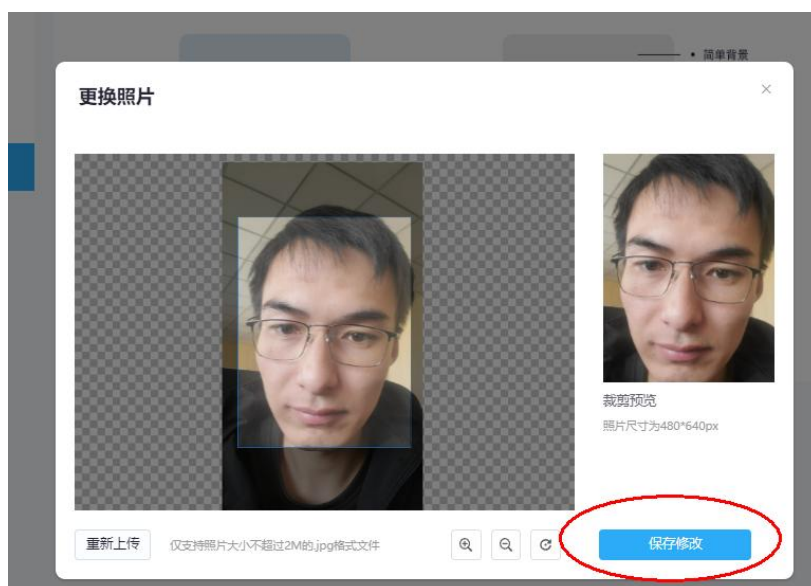 • 简单背景
更换照片
裁剪预览
照片尺寸为480*640px
重新上传
仅支持照片大小不超过2M的.jpg格式文件
保存修改